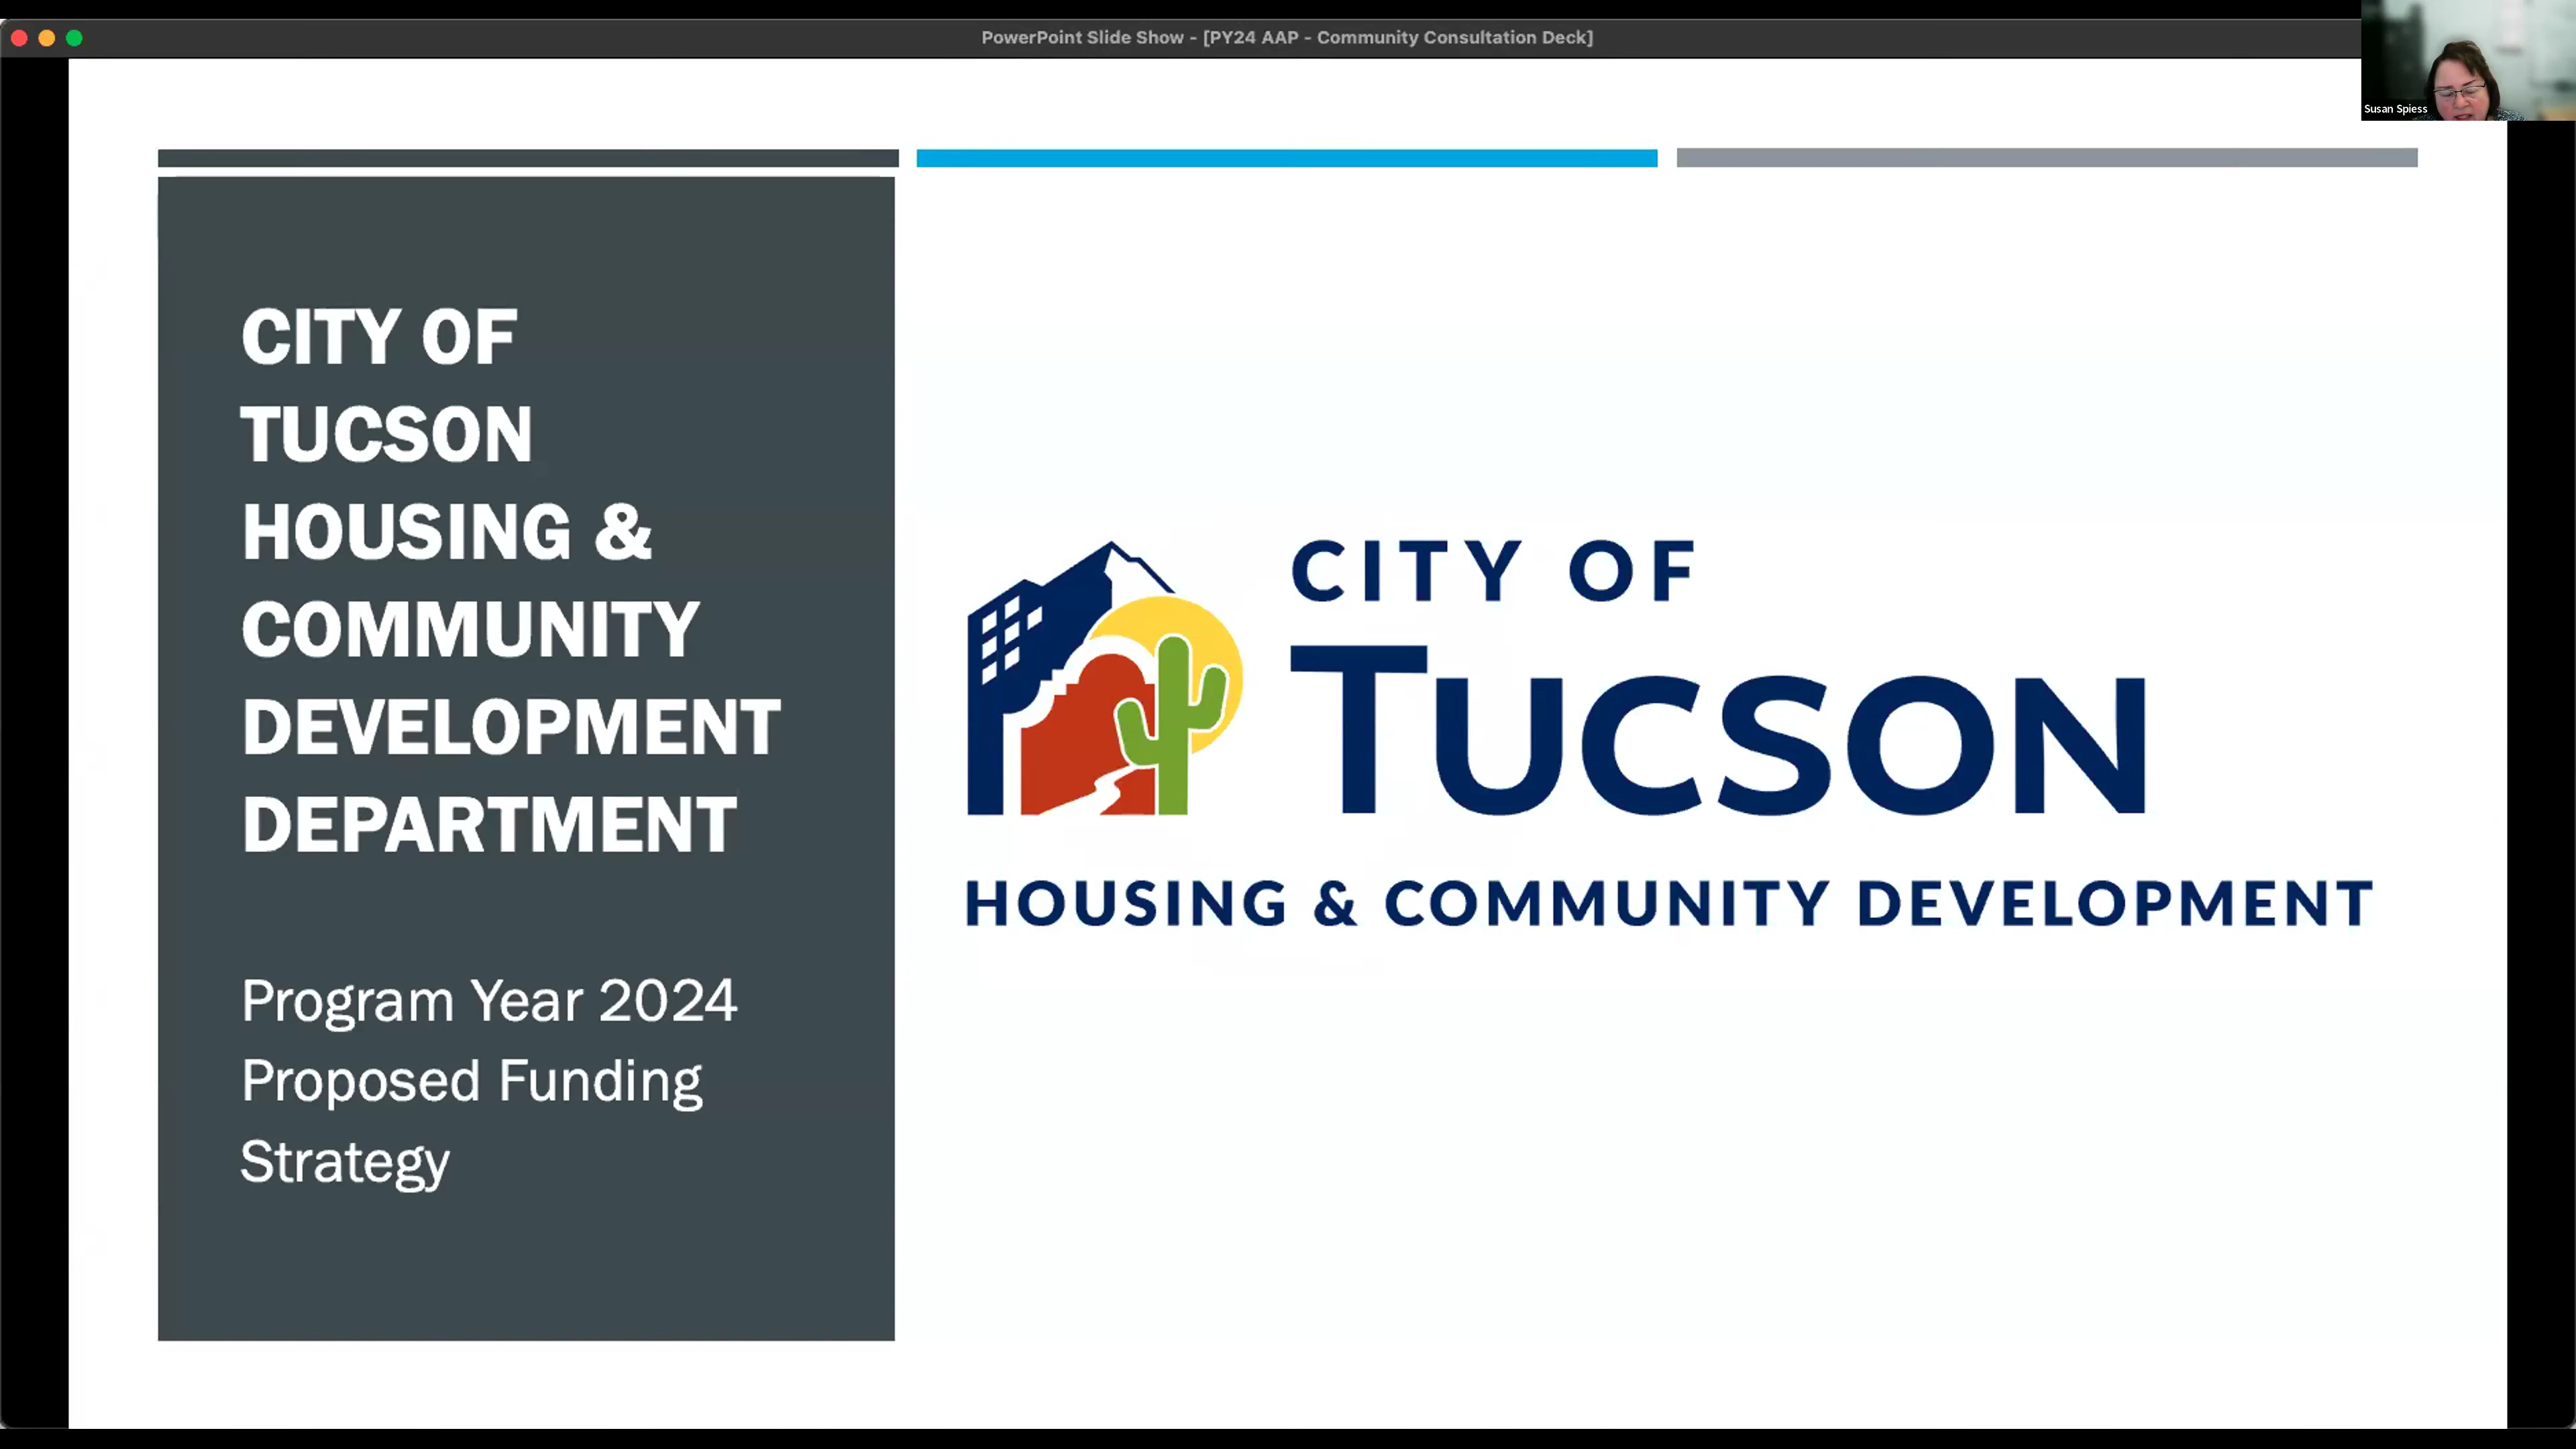 PowerPoint Slide Show - [PY24 AAP - Community Consultation Deck]
Susan Spiess
CITY OF
TUCSON
HOUSING &
COMMUNITY
DEVELOPMENT
DEPARTMENT
Program Year 2024
Proposed Funding
Strategy
CITY OF
TUCSON
HOUSING & COMMUNITY DEVELOPMENT